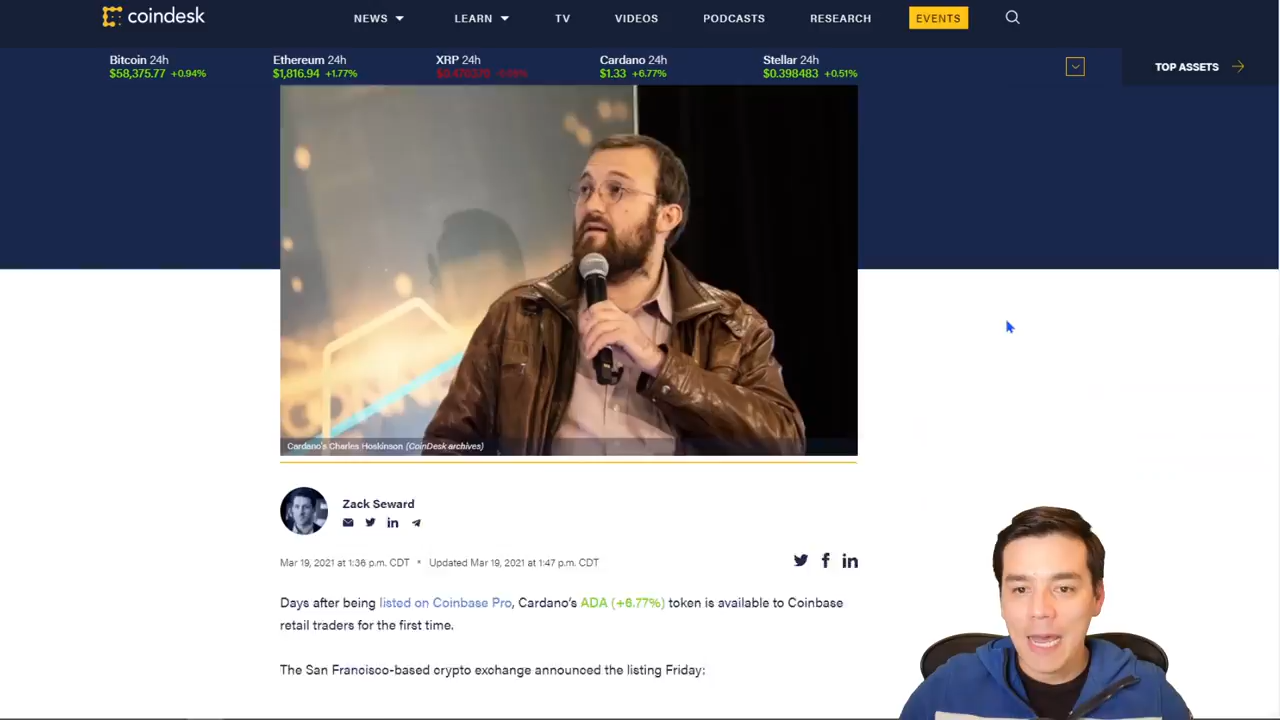 coindesk
NEWS LEARN TV VIDEOS PODCASTS RESEARCH EVENTS
Bitcoin 24h Ethereum 24h XRP 24h Cardano 24h Stellar 24h
$58,375.77 +0.94% $1,816.94 +1.77% $1.33 +6.77% $0.398483 +0.51%
TOP ASSETS
Cardano's Charles Hoskinson (CoinDesk archives)
Zack Seward
Mar 19, 2021 at 1:36 p.m. CDT • Updated Mar 19, 2021 at 1:47 p.m. CDT
Days after being listed on Coinbase Pro, Cardano's ADA (+6.77%) token is available to Coinbase
retail traders for the first time.
The San Francisco-based crypto exchange announced the listing Friday: